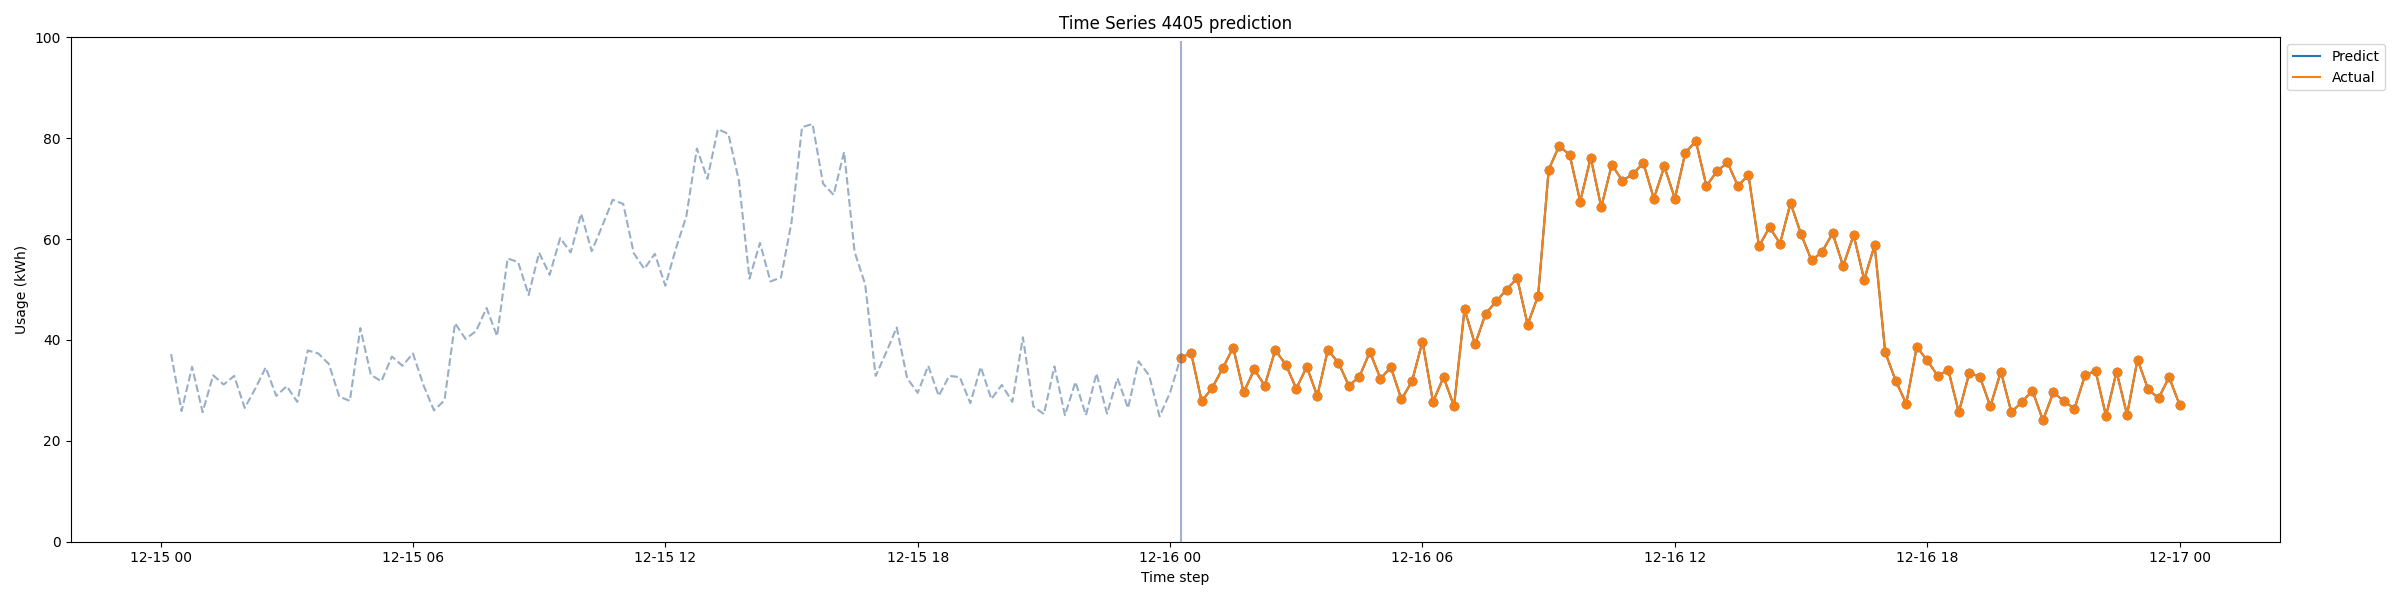 Time Series 4405 prediction
Predict
Actual
100
80
60
40
20
0
Usage (kWh)
12-15 00 12-15 06 12-15 12 12-15 18 12-16 00 12-16 06 12-16 12 12-16 18 12-17 00
Time step